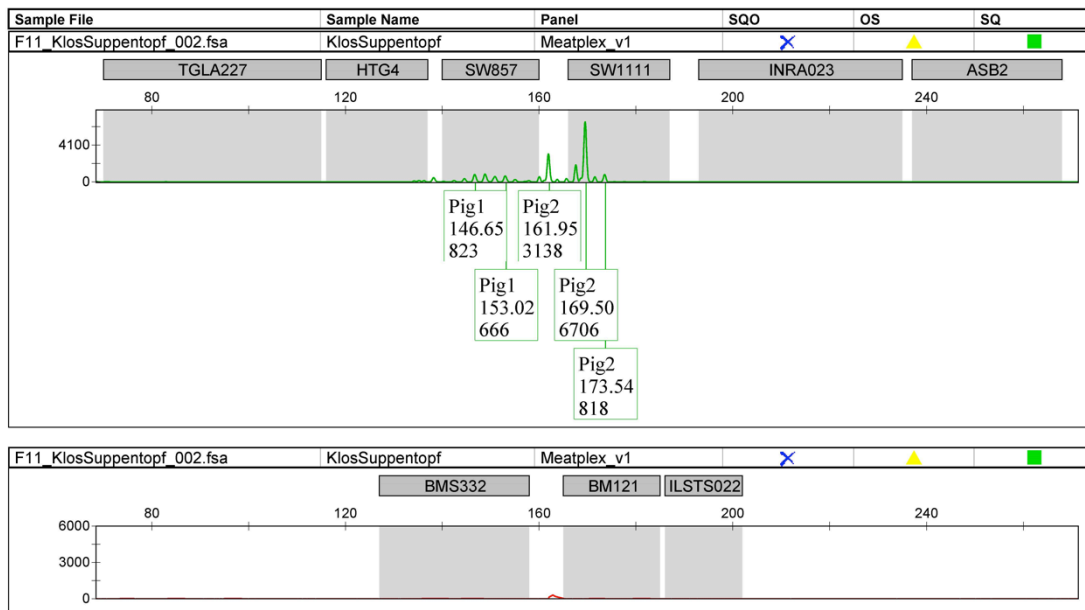 Sample File Sample Name Panel SQO OS SQ
F11_KlosSuppentopf_002.fsa KlosSuppentopf Meatplex_v1
TGLA227 HTG4 SW857 SW1111 INRA023 ASB2
80 120 160 200 240
4100
0
Pig1 Pig2
146.65 161.95
823 3138
Pig1 Pig2
153.02 169.50
666 6706
Pig2
173.54
818
F11_KlosSuppentopf_002.fsa KlosSuppentopf Meatplex_v1
BMS332 BM121 ILSTS022
80 120 160 200 240
6000
3000
0